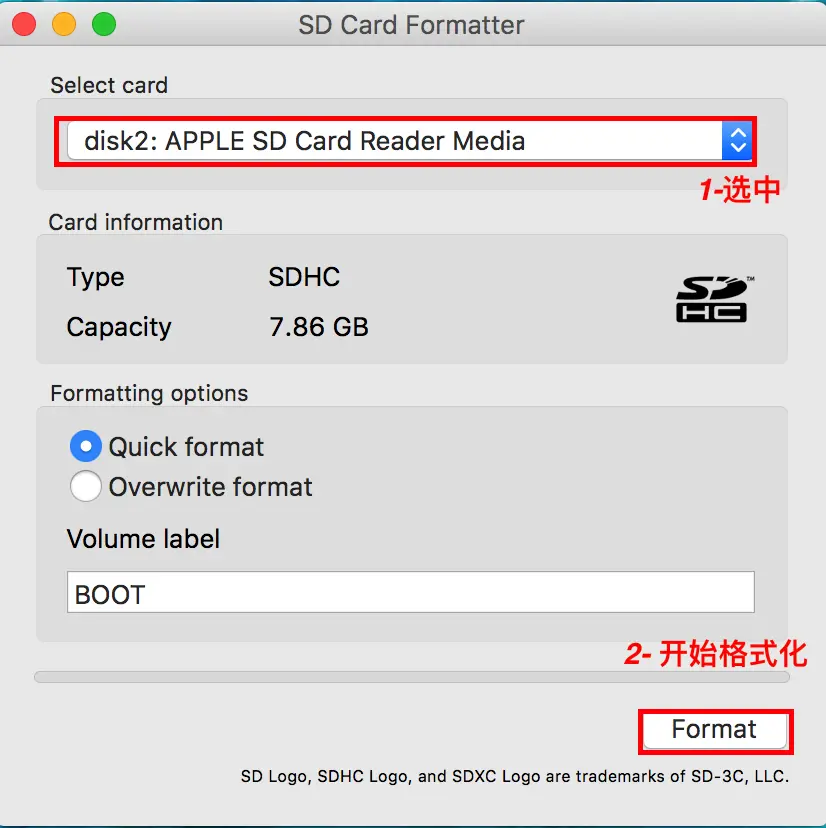 SD Card Formatter
Select card
disk2: APPLE SD Card Reader Media
1-选中
Card information
Type SDHC
Capacity 7.86 GB
SD HC ™
Formatting options
Quick format
Overwrite format
Volume label
BOOT
2- 开始格式化
Format
SD Logo, SDHC Logo, and SDXC Logo are trademarks of SD-3C, LLC.